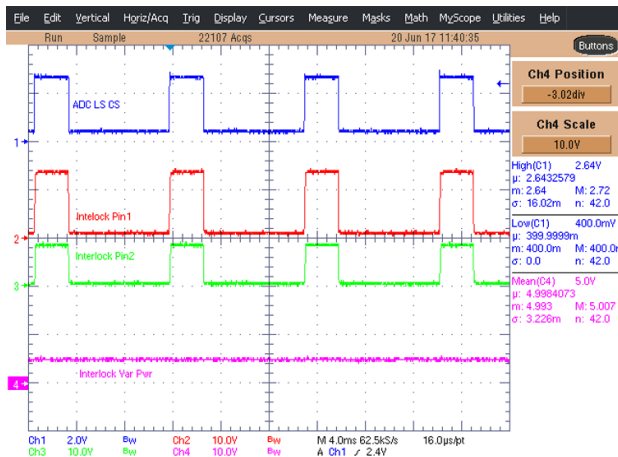 File Edit Vertical Horiz/Acq Trig Display Cursors Measure Masks Math MyScope Utilities Help
Run Sample 22107 Acqs 20 Jun 17 11:40:35
Buttons
Ch4 Position
-3.02div
Ch4 Scale
10.0V
ADC LS CS
1
Intelock Pin1
2
Interlock Pin2
3
Interlock Var Pwr
4
High(C1) 2.64V
µ: 2.6432579
m: 2.64 M: 2.72
σ: 16.02m n: 42.0
Low(C1) 400.0mV
µ: 399.9999m
m: 400.0m M: 400.0m
σ: 0.0 n: 42.0
Mean(C4) 5.0V
µ: 4.9984073
m: 4.993 M: 5.007
σ: 3.226m n: 42.0
Ch1 2.0V Bw Ch2 10.0V Bw M 4.0ms 62.5kS/s 16.0µs/pt
Ch3 10.0V Bw Ch4 10.0V Bw A Ch1 ∕ 2.4V